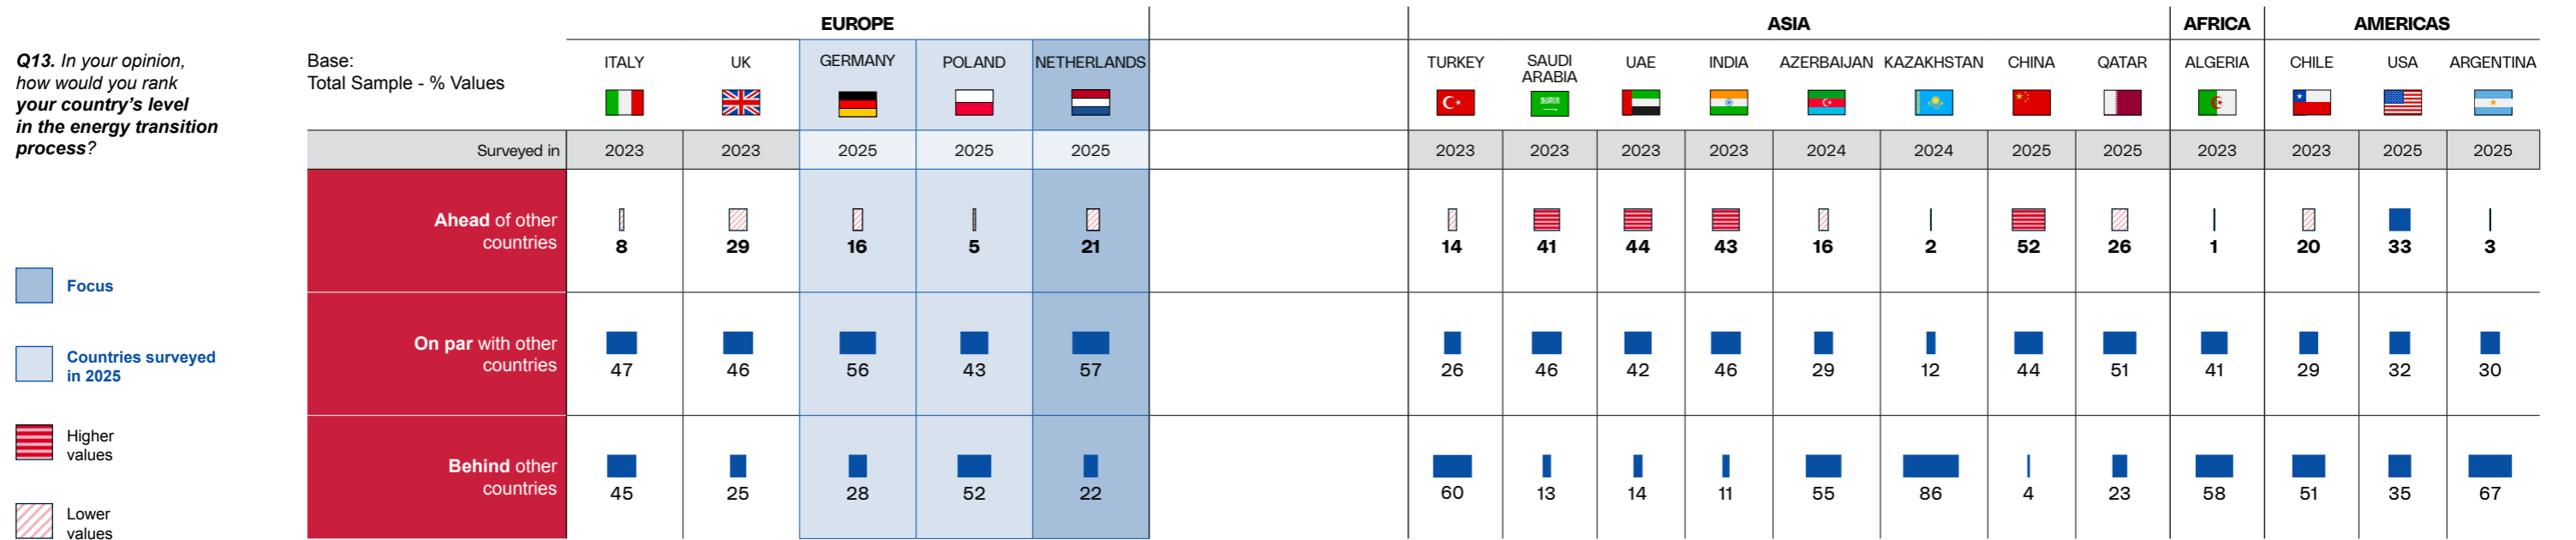 EUROPE
ASIA
AFRICA
AMERICAS
Q13. In your opinion,
how would you rank
your country's level
in the energy transition
process?
Base:
Total Sample - % Values
ITALY
UK
GERMANY
POLAND
NETHERLANDS
TURKEY
SAUDI
ARABIA
UAE
INDIA
AZERBAIJAN
KAZAKHSTAN
CHINA
QATAR
ALGERIA
CHILE
USA
ARGENTINA
Surveyed in 2023 2023 2025 2025 2025 2023 2023 2023 2023 2024 2024 2025 2025 2023 2023 2025 2025
Ahead of other
countries
8 29 16 5 21 14 41 44 43 16 2 52 26 1 20 33 3
On par with other
countries
47 46 56 43 57 26 46 42 46 29 12 44 51 41 29 32 30
Behind other
countries
45 25 28 52 22 60 13 14 11 55 86 4 23 58 51 35 67
Focus
Countries surveyed
in 2025
Higher
values
Lower
values